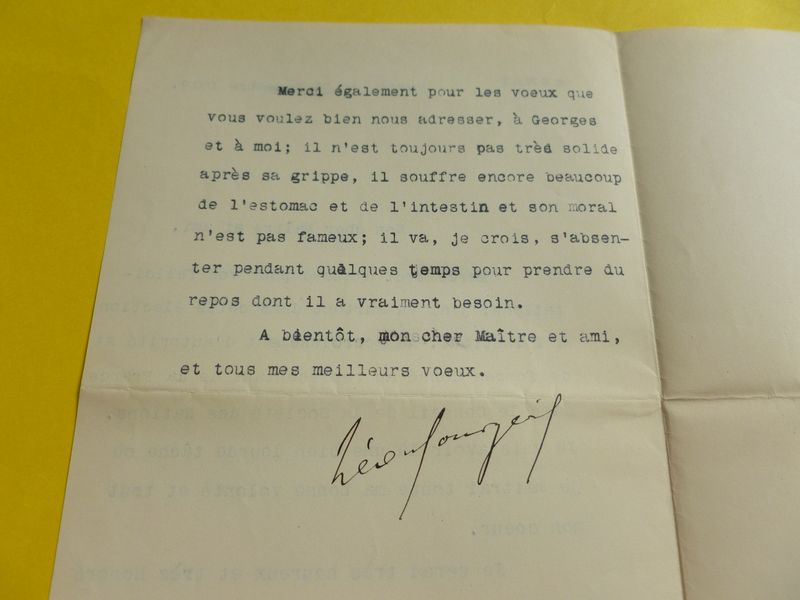 Merci également pour les voeux que
vous voulez bien nous adresser, à Georges
et à moi; il n'est toujours pas très solide
après sa grippe, il souffre encore beaucoup
de l'estomac et de l'intestin et son moral
n'est pas fameux; il va, je crois, s'absen-
ter pendant quelques temps pour prendre du
repos dont il a vraiment besoin.
A bientôt, mon cher Maître et ami,
et tous mes meilleurs voeux.
Léon Bourgeois